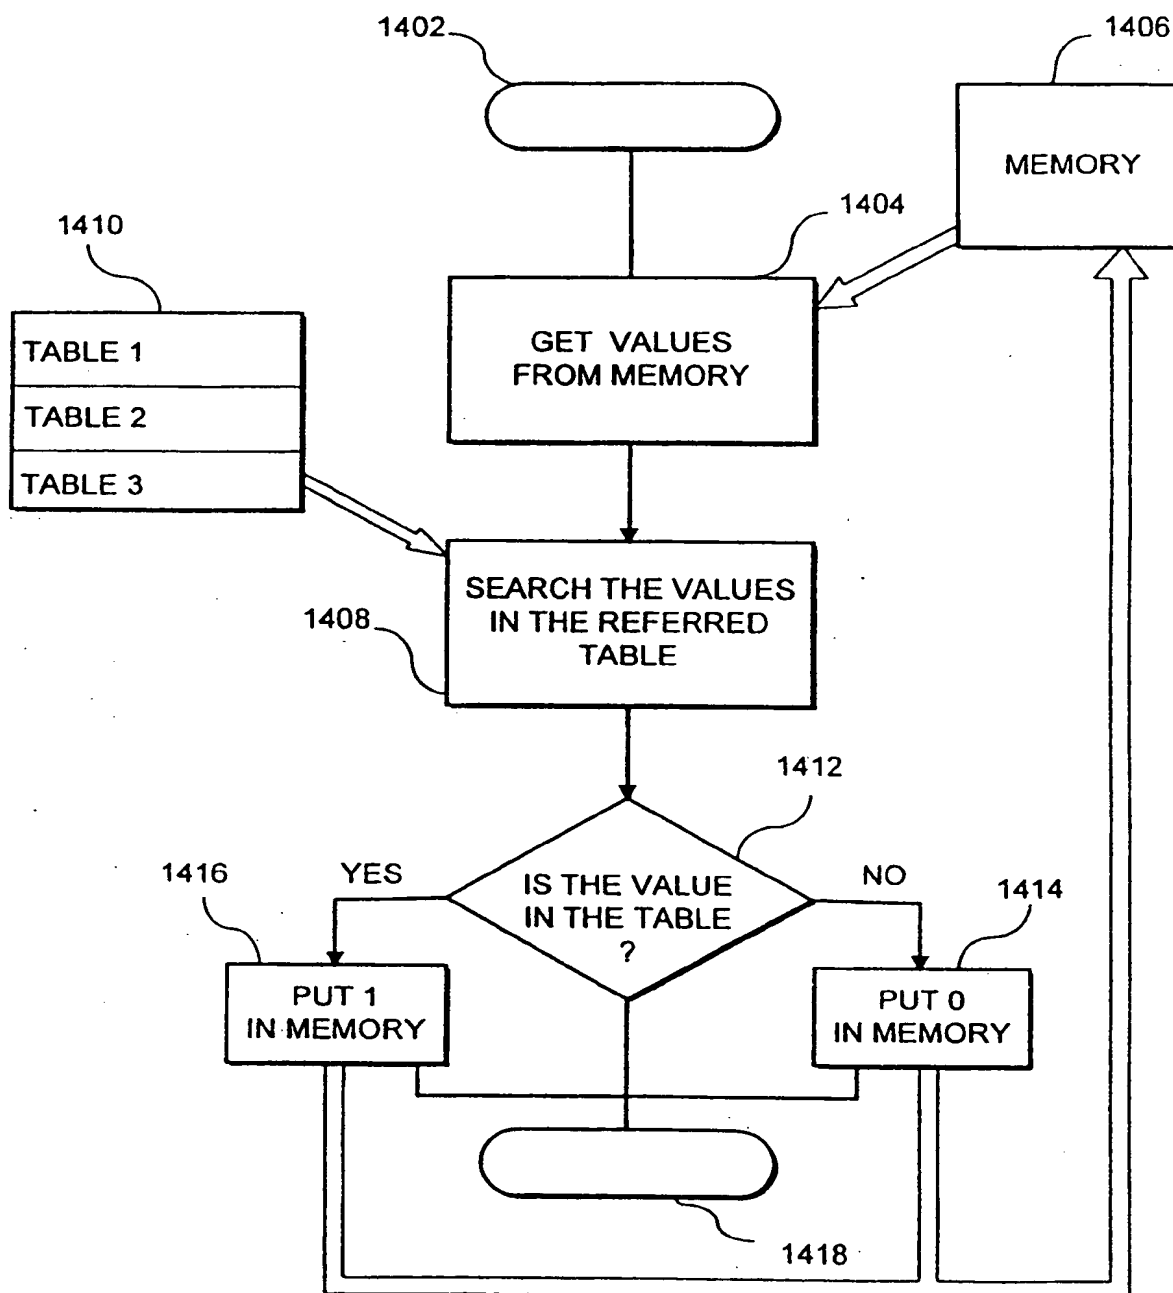 1402
1406
MEMORY
1404
1410
GET VALUES
FROM MEMORY
TABLE 1
TABLE 2
TABLE 3
SEARCH THE VALUES
IN THE REFERRED
TABLE
1408
1412
1416
YES
IS THE VALUE
IN THE TABLE
?
NO
1414
PUT 1
IN MEMORY
PUT 0
IN MEMORY
1418